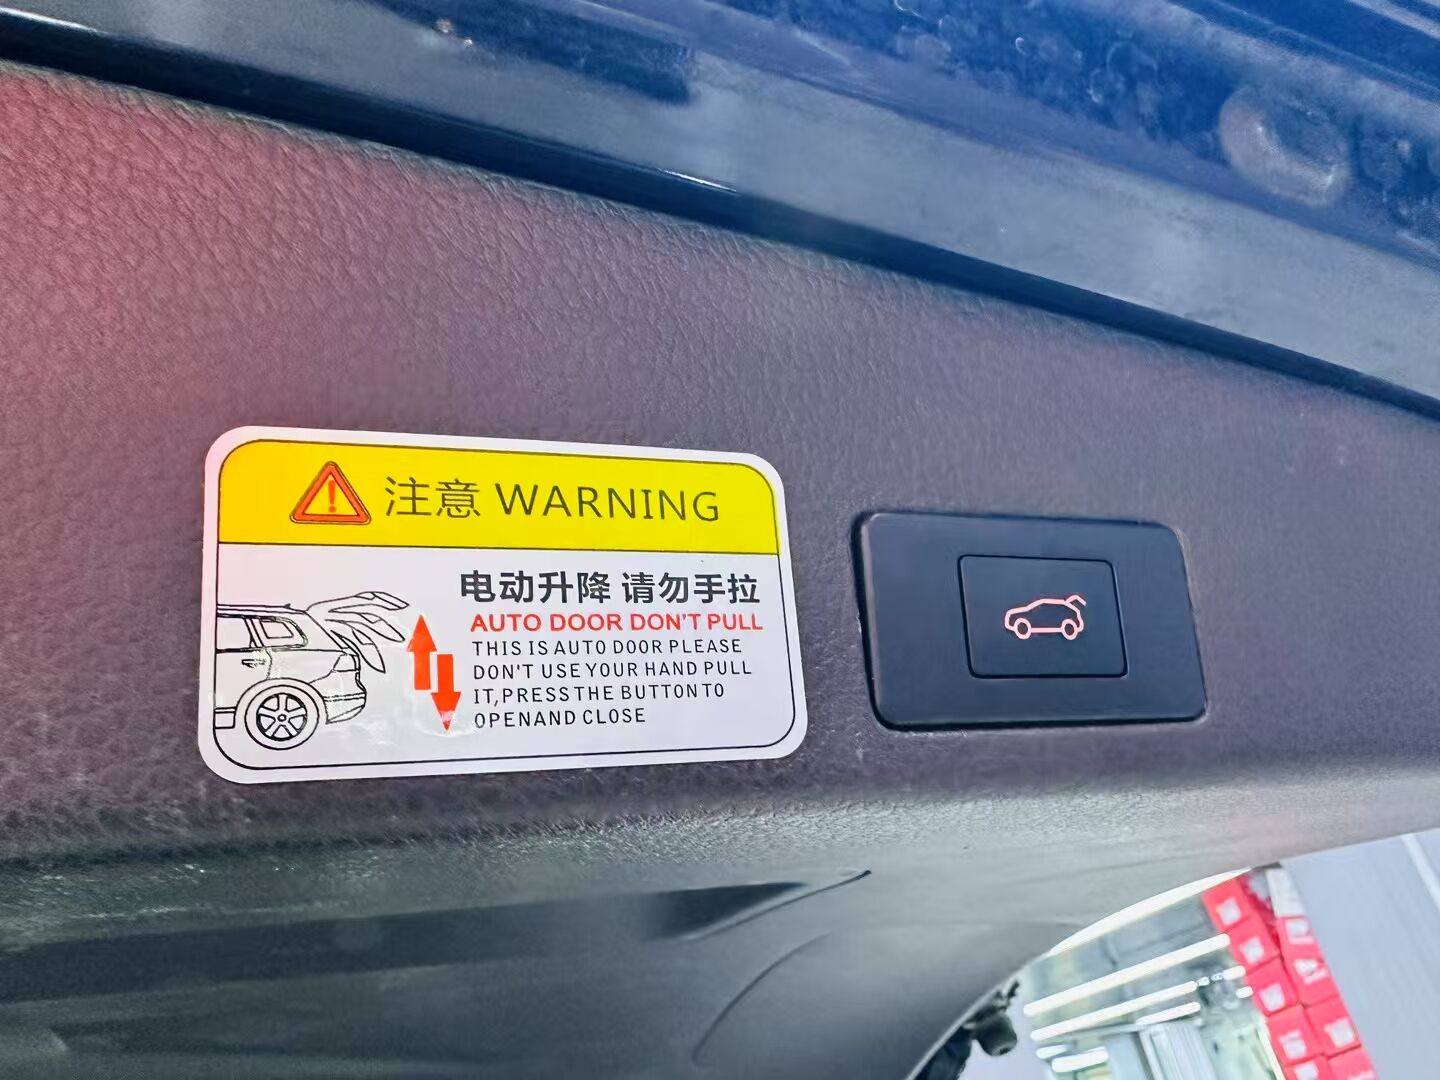 注意 WARNING
电动升降 请勿手拉
AUTO DOOR DON'T PULL
THIS IS AUTO DOOR PLEASE
DON'T USE YOUR HAND PULL
IT,PRESS THE BUTTON TO
OPENAND CLOSE